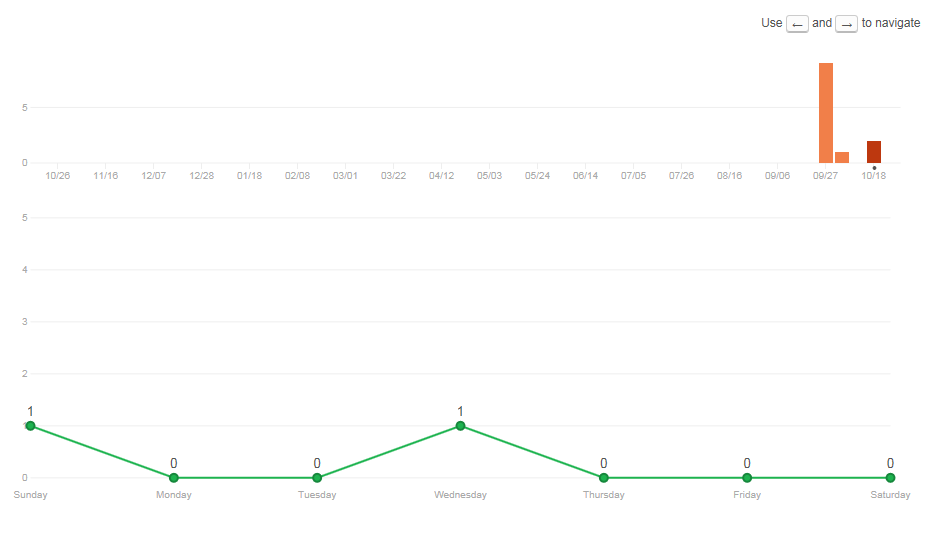 Use ← and → to navigate
5
0
10/26 11/16 12/07 12/28 01/18 02/08 03/01 03/22 04/12 05/03 05/24 06/14 07/05 07/26 08/16 09/06 09/27 10/18
5
4
3
2
1 1
1
0 0 0 0 0
0
Sunday Monday Tuesday Wednesday Thursday Friday Saturday